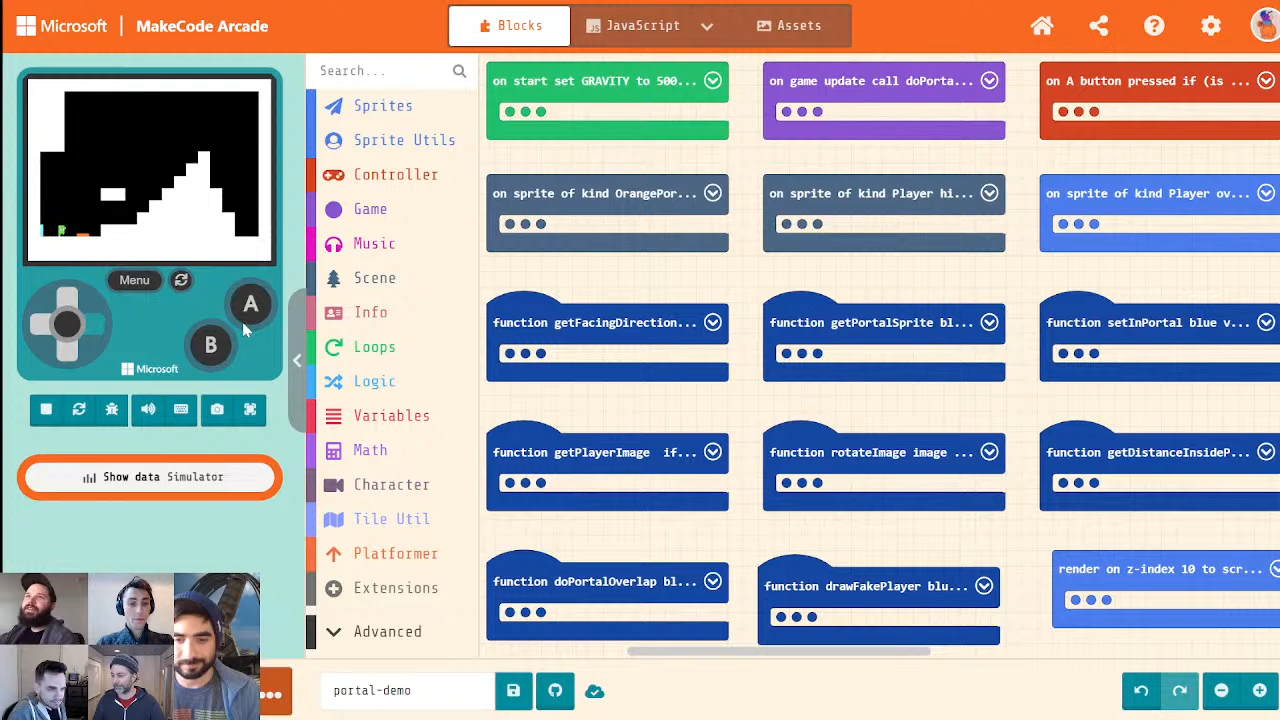 Microsoft | MakeCode Arcade
Blocks
JavaScript
Assets
Menu
A
B
Microsoft
Show data Simulator
Search...
Sprites
Sprite Utils
Controller
Game
Music
Scene
Info
Loops
Logic
Variables
Math
Character
Tile Util
Platformer
Extensions
Advanced
on start set GRAVITY to 500...
on game update call doPorta...
on A button pressed if (is ...
on sprite of kind OrangePor...
on sprite of kind Player hi...
on sprite of kind Player ov...
function getFacingDirection...
function getPortalSprite bl...
function setInPortal blue v...
function getPlayerImage if...
function rotateImage image ...
function getDistanceInsideP...
function doPortalOverlap bl...
function drawFakePlayer blu...
render on z-index 10 to scr...
portal-demo